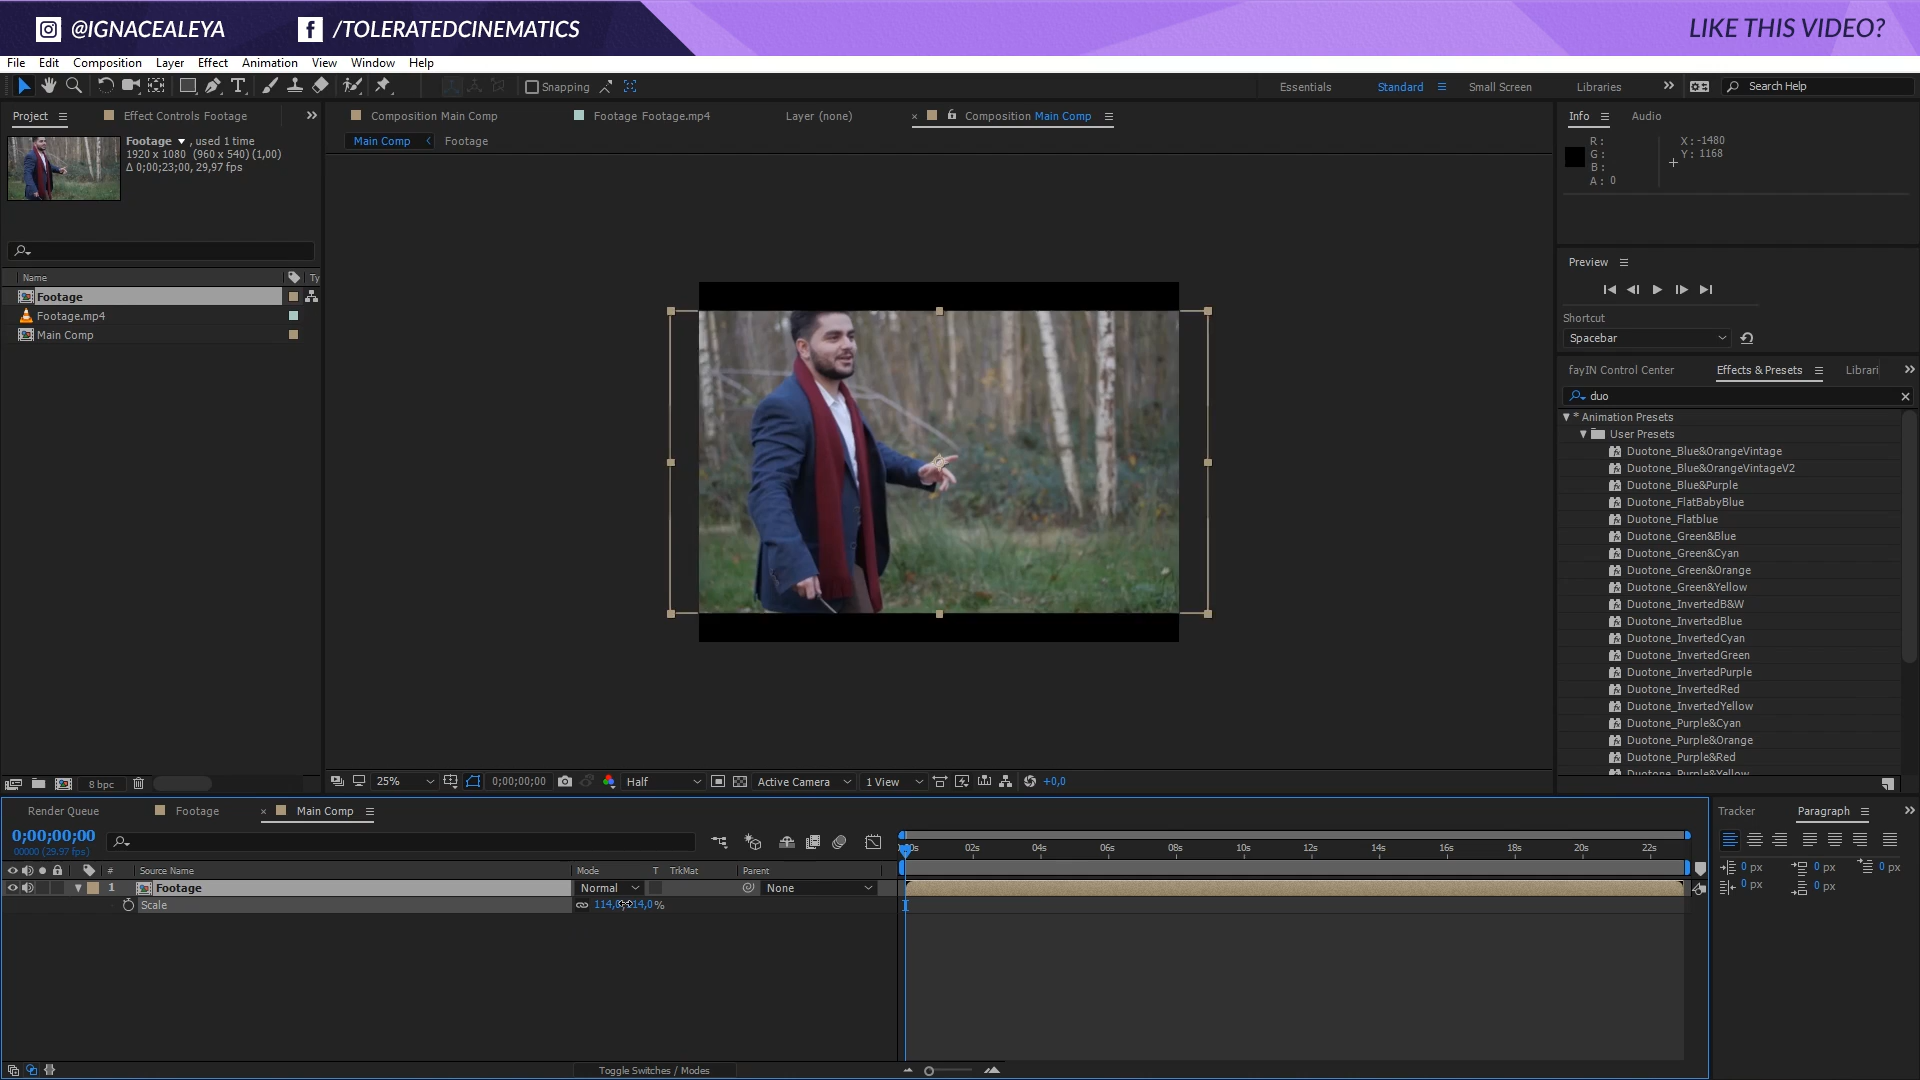 @IGNACEALEYA
/TOLERATEDCINEMATICS
LIKE THIS VIDEO?
File Edit Composition Layer Effect Animation View Window Help
Snapping
Essentials Standard Small Screen Libraries
Search Help
Project
Effect Controls Footage
Composition Main Comp
Footage Footage.mp4
Layer (none)
× Composition Main Comp
Main Comp Footage
Footage ▼ , used 1 time
1920 x 1080 (960 x 540) (1,00)
Δ 0;00;23;00, 29,97 fps
Name Ty
Footage
Footage.mp4
Main Comp
8 bpc
25%
0;00;00;00
Half
Active Camera
1 View
+0,0
Info Audio
R :
G :
B :
A : 0
X : -1480
Y : 1168
Preview
Shortcut
Spacebar
fayIN Control Center
Effects & Presets
Librari
duo
* Animation Presets
User Presets
Duotone_Blue&OrangeVintage
Duotone_Blue&OrangeVintageV2
Duotone_Blue&Purple
Duotone_FlatBabyBlue
Duotone_Flatblue
Duotone_Green&Blue
Duotone_Green&Cyan
Duotone_Green&Orange
Duotone_Green&Yellow
Duotone_InvertedB&W
Duotone_InvertedBlue
Duotone_InvertedCyan
Duotone_InvertedGreen
Duotone_InvertedPurple
Duotone_InvertedRed
Duotone_InvertedYellow
Duotone_Purple&Cyan
Duotone_Purple&Orange
Duotone_Purple&Red
Duotone_Purple&Yellow
Render Queue
Footage
× Main Comp
0;00;00;00
00000 (29.97 fps)
# Source Name Mode T TrkMat Parent
1 Footage Normal None
Scale
02s 04s 06s 08s 10s 12s 14s 16s 18s 20s 22s
Toggle Switches / Modes
Tracker Paragraph
0 px 0 px 0 px
0 px 0 px